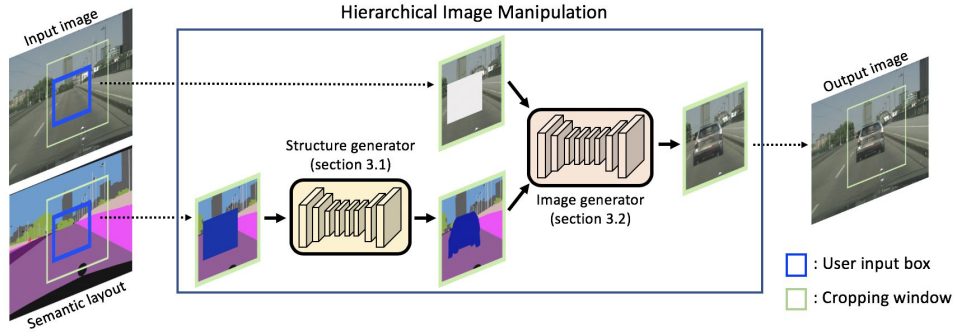 Hierarchical Image Manipulation
Input image
Semantic layout
Structure generator
(section 3.1)
Image generator
(section 3.2)
Output image
: User input box
: Cropping window